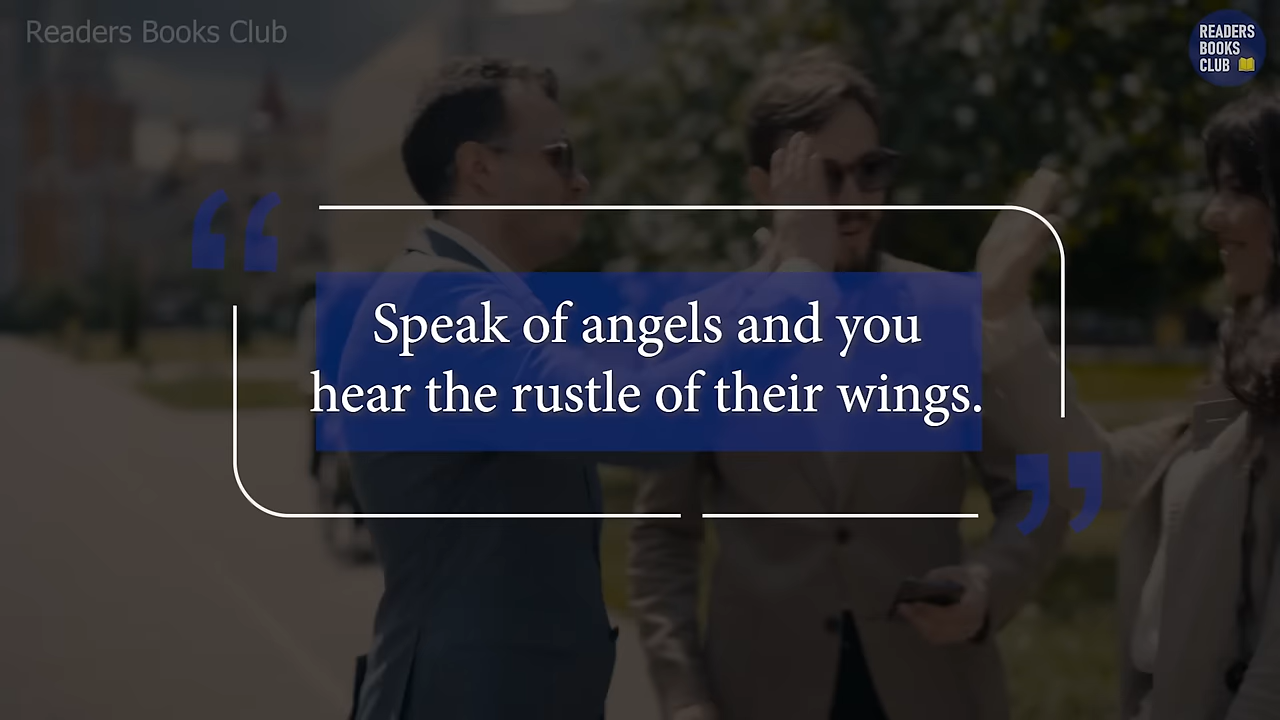 Readers Books Club
READERS
BOOKS
CLUB
Speak of angels and you
hear the rustle of their wings.